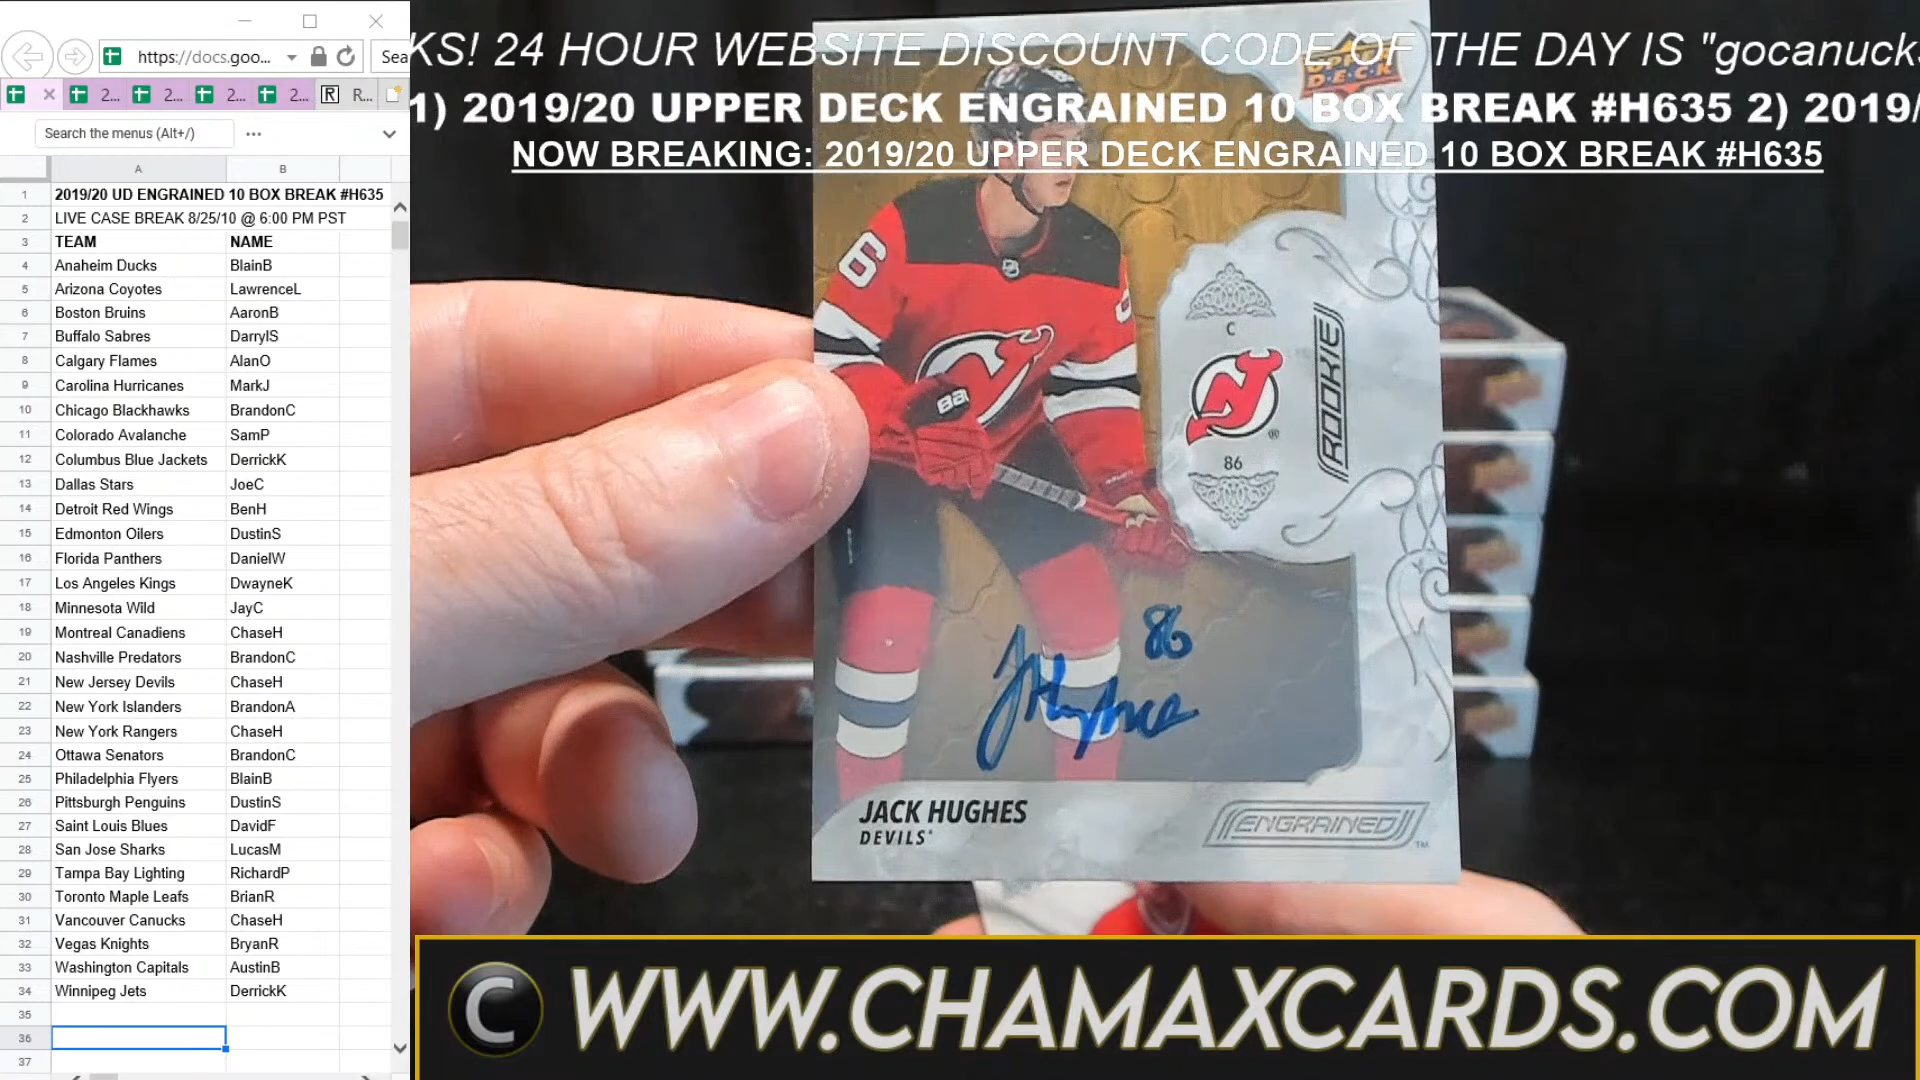 https://docs.goo...
Sea
2...
2...
2...
2...
R
R...
Search the menus (Alt+/)
A B
1 2019/20 UD ENGRAINED 10 BOX BREAK #H635
2 LIVE CASE BREAK 8/25/10 @ 6:00 PM PST
3 TEAM NAME
4 Anaheim Ducks BlainB
5 Arizona Coyotes LawrenceL
6 Boston Bruins AaronB
7 Buffalo Sabres DarrylS
8 Calgary Flames AlanO
9 Carolina Hurricanes MarkJ
10 Chicago Blackhawks BrandonC
11 Colorado Avalanche SamP
12 Columbus Blue Jackets DerrickK
13 Dallas Stars JoeC
14 Detroit Red Wings BenH
15 Edmonton Oilers DustinS
16 Florida Panthers DanielW
17 Los Angeles Kings DwayneK
18 Minnesota Wild JayC
19 Montreal Canadiens ChaseH
20 Nashville Predators BrandonC
21 New Jersey Devils ChaseH
22 New York Islanders BrandonA
23 New York Rangers ChaseH
24 Ottawa Senators BrandonC
25 Philadelphia Flyers BlainB
26 Pittsburgh Penguins DustinS
27 Saint Louis Blues DavidF
28 San Jose Sharks LucasM
29 Tampa Bay Lighting RichardP
30 Toronto Maple Leafs BrianR
31 Vancouver Canucks ChaseH
32 Vegas Knights BryanR
33 Washington Capitals AustinB
34 Winnipeg Jets DerrickK
35
36
37
KS! 24 HOUR WEBSITE DISCOUNT CODE OF THE DAY IS "gocanucks
1) 2019/20 UPPER DECK ENGRAINED 10 BOX BREAK #H635 2) 2019/
NOW BREAKING: 2019/20 UPPER DECK ENGRAINED 10 BOX BREAK #H635
UPPER
DECK
6
C
NJ
86
ROOKIE
86
JACK HUGHES
DEVILS
ENGRAINED™
C WWW.CHAMAXCARDS.COM